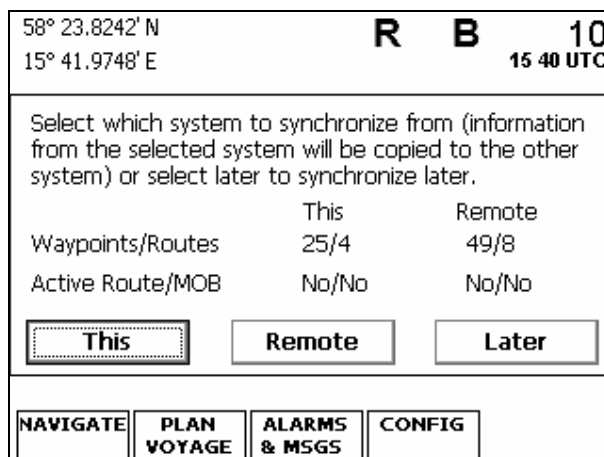 58° 23.8242' N R B 10
15° 41.9748' E 15 40 UTC
Select which system to synchronize from (information
from the selected system will be copied to the other
system) or select later to synchronize later.
This Remote
Waypoints/Routes 25/4 49/8
Active Route/MOB No/No No/No
This Remote Later
NAVIGATE PLAN VOYAGE ALARMS & MSGS CONFIG